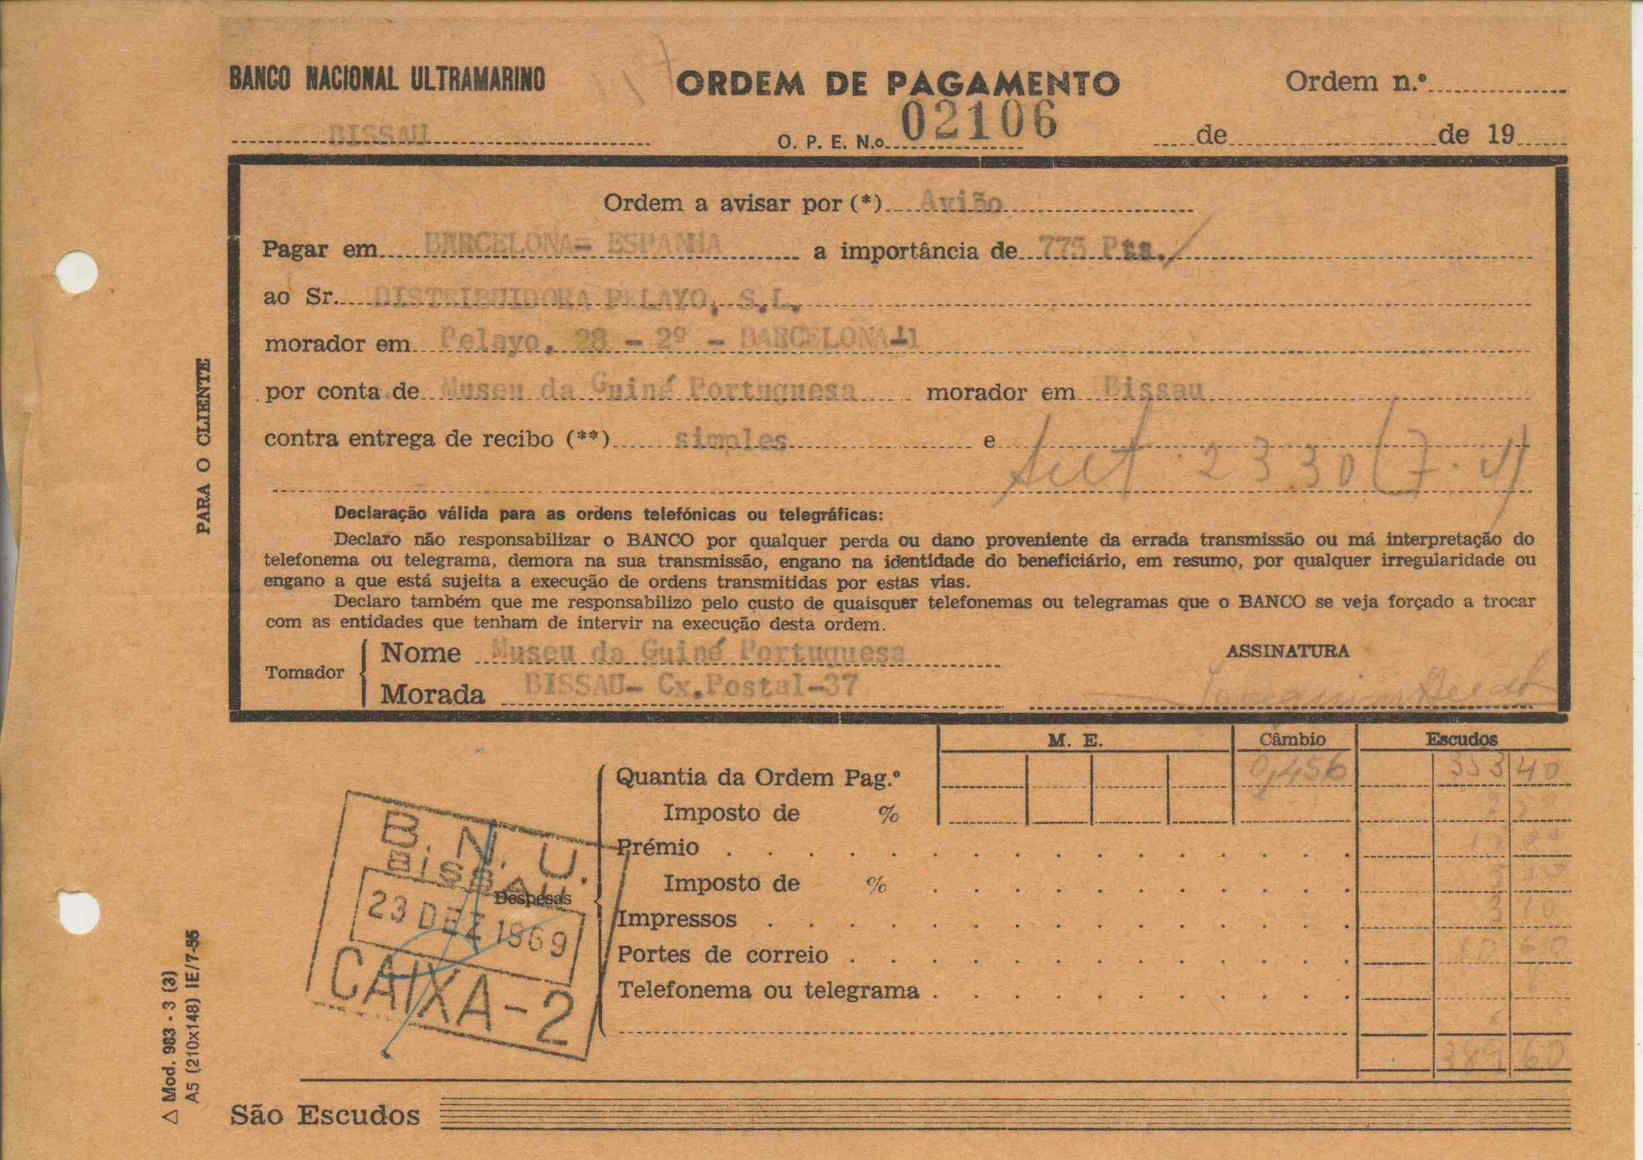 BANCO NACIONAL ULTRAMARINO
ORDEM DE PAGAMENTO
Ordem n.º
BISSAU
O. P. E. N.o 02106
de de 19
Ordem a avisar por (*) Avião
Pagar em BARCELONA- ESPANHA a importância de 775 Pts./
ao Sr. DISTRIBUIDORA PELAYO, S.L.
morador em Pelayo, 28 - 2º - BARCELONA-1
por conta de Museu da Guiné Portuguesa morador em Bissau
contra entrega de recibo (**) simples e
Aut. 2330 (7.
Declaração válida para as ordens telefónicas ou telegráficas:
Declaro não responsabilizar o BANCO por qualquer perda ou dano proveniente da errada transmissão ou má interpretação do
telefonema ou telegrama, demora na sua transmissão, engano na identidade do beneficiário, em resumo, por qualquer irregularidade ou
engano a que está sujeita a execução de ordens transmitidas por estas vias.
Declaro também que me responsabilizo pelo custo de quaisquer telefonemas ou telegramas que o BANCO se veja forçado a trocar
com as entidades que tenham de intervir na execução desta ordem.
Tomador
Nome Museu da Guiné Portuguesa
Morada BISSAU- Cx.Postal-37
ASSINATURA
M. E. Câmbio Escudos
Quantia da Ordem Pag.º 0,456 353 40
Imposto de %
Prémio
Imposto de %
Despesas
Impressos
Portes de correio 10 60
Telefonema ou telegrama
389 60
B. N. U.
BISSAU
23 DEZ 1969
CAIXA-2
São Escudos
PARA O CLIENTE
Δ Mod. 983 - 3 (3)
A5 (210x148) IE/7-55